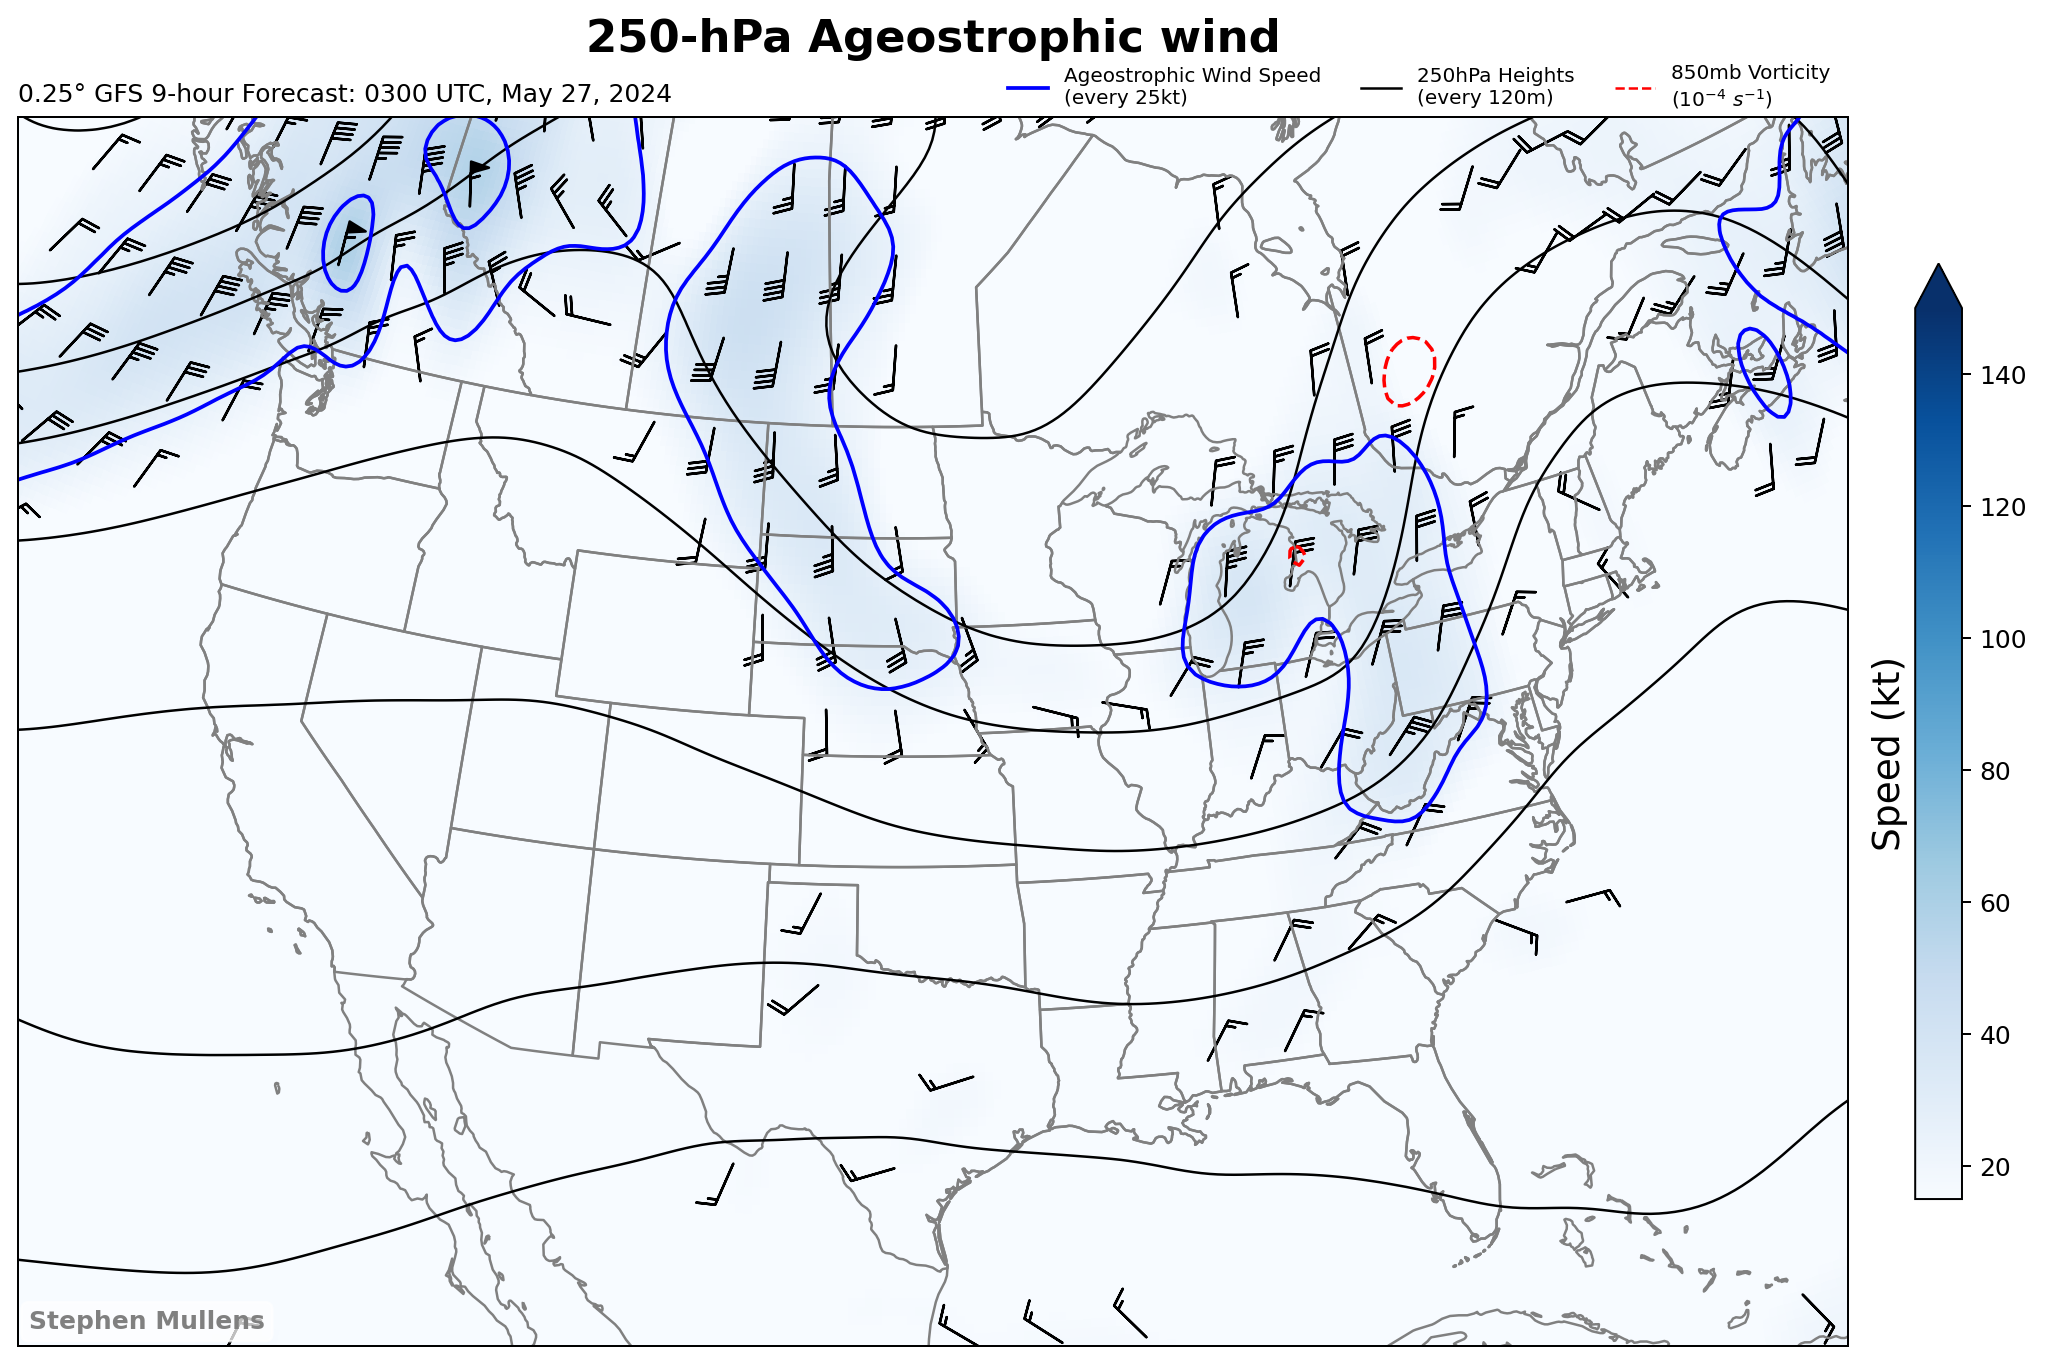 250-hPa Ageostrophic wind
0.25° GFS 9-hour Forecast: 0300 UTC, May 27, 2024
Ageostrophic Wind Speed
(every 25kt)
250hPa Heights
(every 120m)
850mb Vorticity
(10⁻⁴ s⁻¹)
140
120
100
80
60
40
20
Speed (kt)
Stephen Mullens